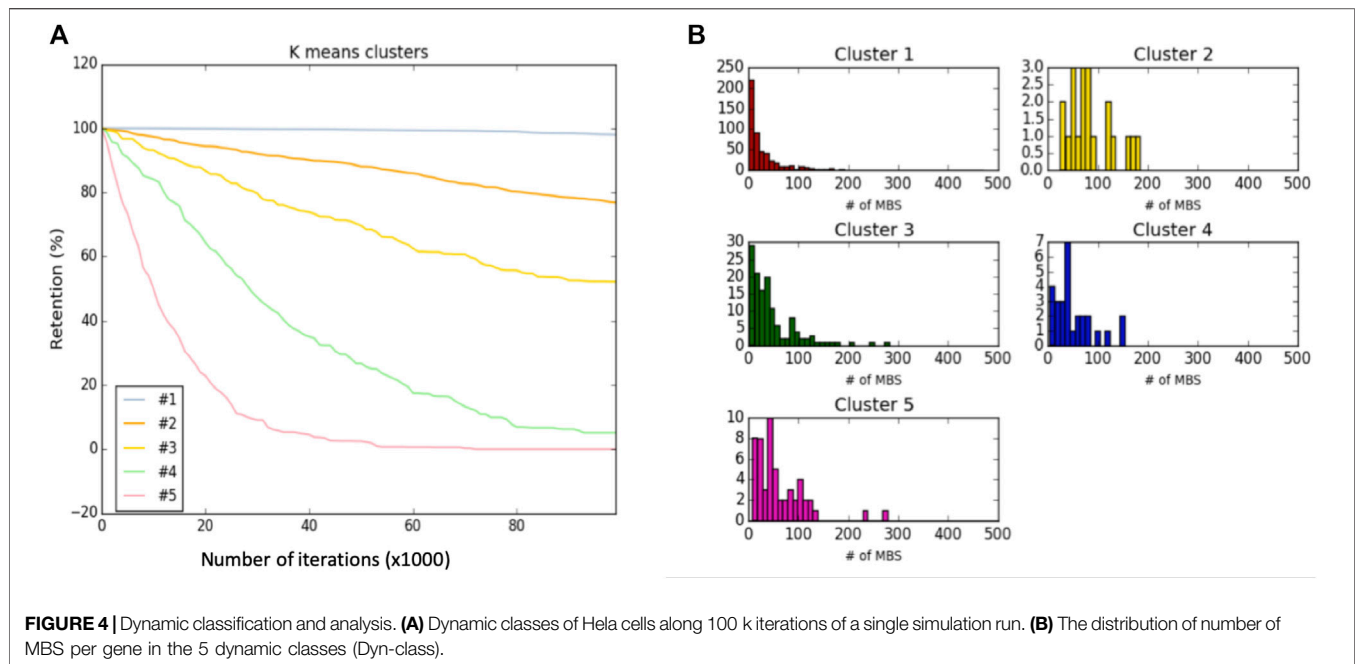 A
K means clusters
120
100
80
60
40
20
0
−20
Retention (%)
#1
#2
#3
#4
#5
0 20 40 60 80
Number of iterations (x1000)
B
Cluster 1
250
200
150
100
50
0
0 100 200 300 400 500
# of MBS
Cluster 2
3.0
2.5
2.0
1.5
1.0
0.5
0.0
0 100 200 300 400 500
# of MBS
Cluster 3
30
25
20
15
10
5
0
0 100 200 300 400 500
# of MBS
Cluster 4
7
6
5
4
3
2
1
0
0 100 200 300 400 500
# of MBS
Cluster 5
10
8
6
4
2
0
0 100 200 300 400 500
# of MBS
FIGURE 4 | Dynamic classification and analysis. (A) Dynamic classes of Hela cells along 100 k iterations of a single simulation run. (B) The distribution of number of
MBS per gene in the 5 dynamic classes (Dyn-class).